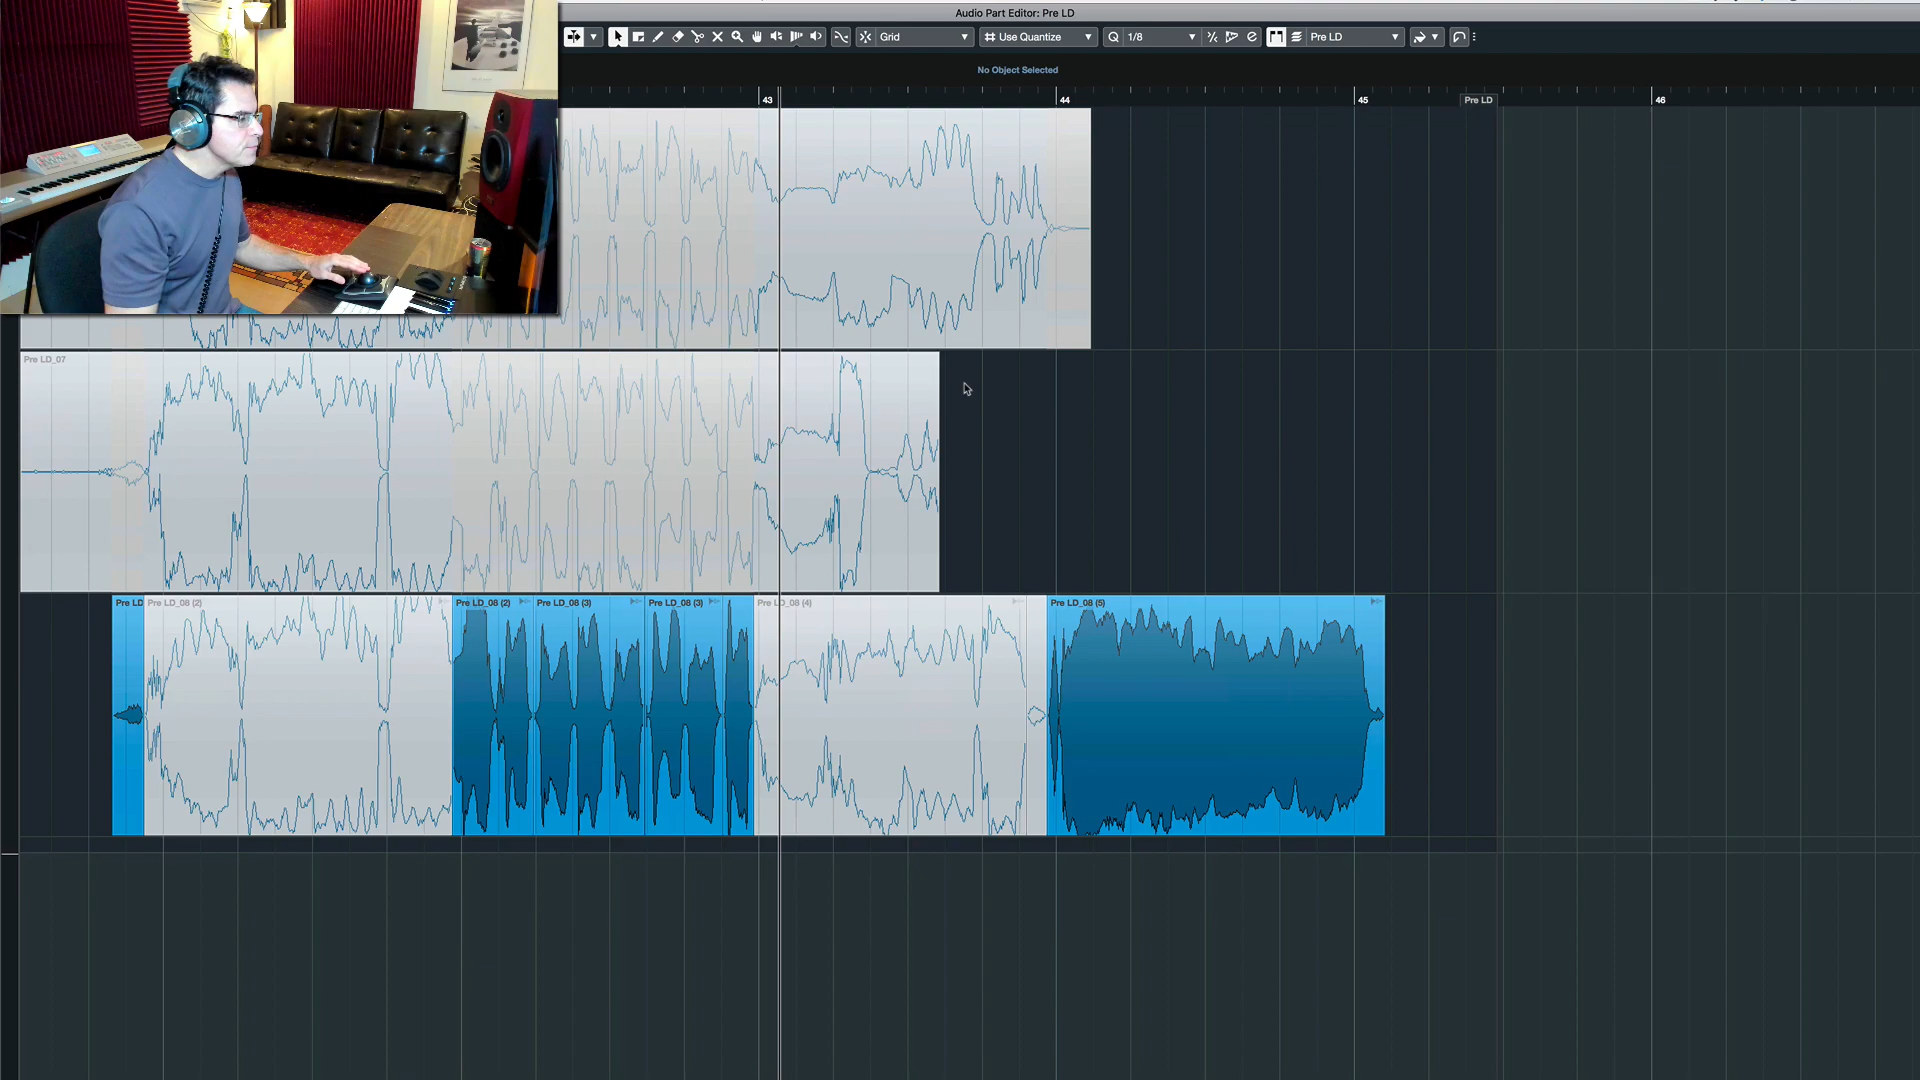 Audio Part Editor: Pre LD
Grid
Use Quantize
1/8
Pre LD
No Object Selected
43
44
45
Pre LD
46
Pre LD_07
Pre LD
Pre LD_08 (2)
Pre LD_08 (2)
Pre LD_08 (3)
Pre LD_08 (3)
Pre LD_08 (4)
Pre LD_08 (5)